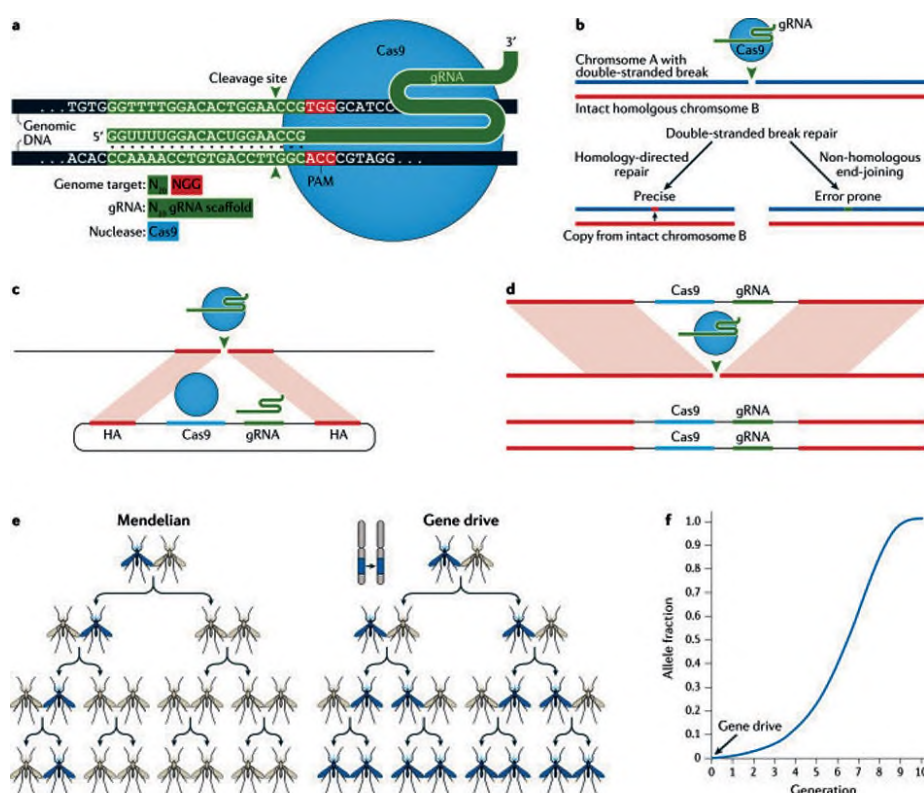 a
Cas9
3′
gRNA
Cleavage site
...TGTGGGTTTTGGACACTGGAACCGTGGGCATCC
Genomic
DNA
5′ GGUUUUGGACACUGGAACCG
...ACACCCAAAACCTGTGACCTTGGCACCCGTAGG...
PAM
Genome target: N20 NGG
gRNA: N20 gRNA scaffold
Nuclease: Cas9
b
gRNA
Cas9
Chromosome A with
double-stranded break
Intact homolgous chromosome B
Double-stranded break repair
Homology-directed
repair
Non-homologous
end-joining
Precise
Error prone
Copy from intact chromosome B
c
HA
Cas9
gRNA
HA
d
Cas9
gRNA
Cas9
gRNA
Cas9
gRNA
e
Mendelian
Gene drive
f
1.0
0.9
0.8
0.7
0.6
0.5
0.4
0.3
0.2
0.1
0
Allele fraction
Gene drive
0 1 2 3 4 5 6 7 8 9 10
Generation